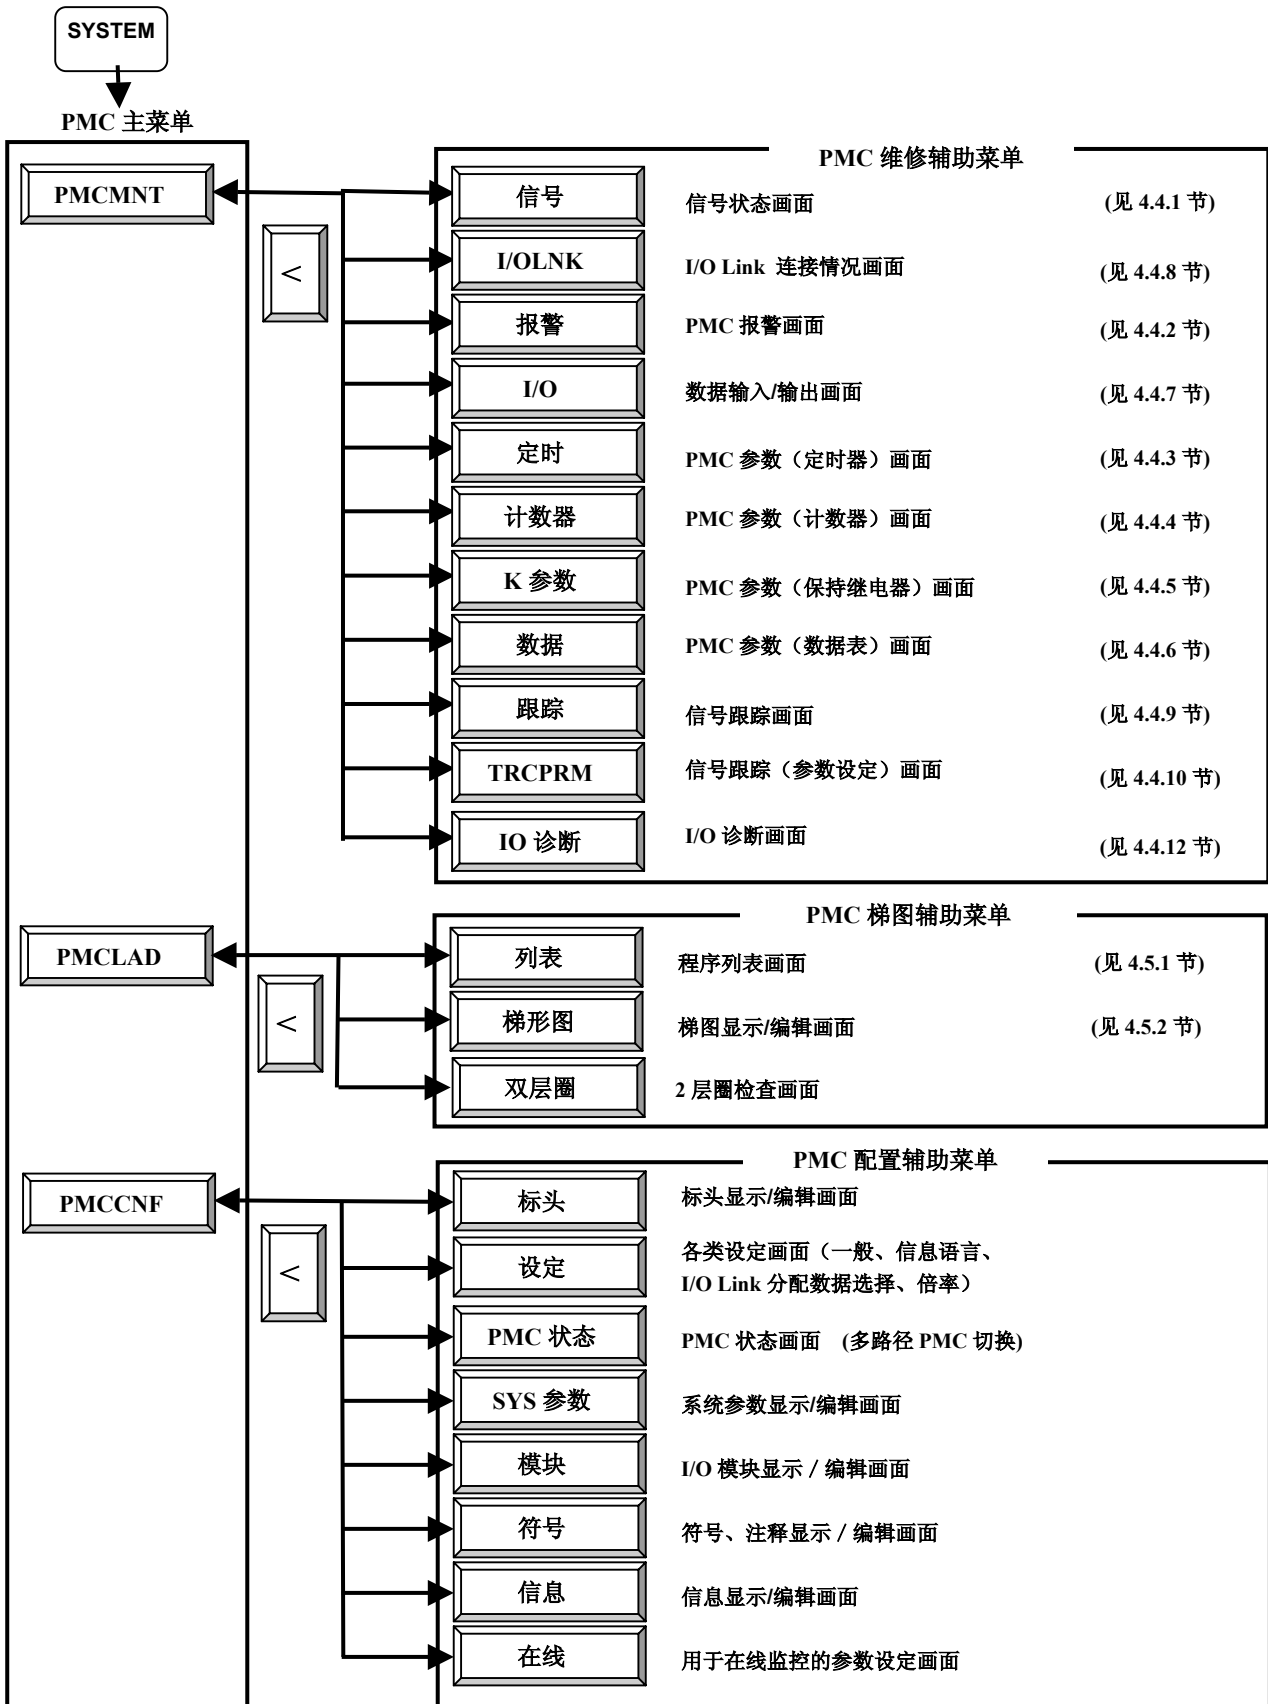 SYSTEM
PMC 主菜单
PMC 维修辅助菜单
PMCMNT
<
信号 信号状态画面 (见 4.4.1 节)
I/OLNK I/O Link 连接情况画面 (见 4.4.8 节)
报警 PMC 报警画面 (见 4.4.2 节)
I/O 数据输入/输出画面 (见 4.4.7 节)
定时 PMC 参数（定时器）画面 (见 4.4.3 节)
计数器 PMC 参数（计数器）画面 (见 4.4.4 节)
K 参数 PMC 参数（保持继电器）画面 (见 4.4.5 节)
数据 PMC 参数（数据表）画面 (见 4.4.6 节)
跟踪 信号跟踪画面 (见 4.4.9 节)
TRCPRM 信号跟踪（参数设定）画面 (见 4.4.10 节)
IO 诊断 I/O 诊断画面 (见 4.4.12 节)
PMC 梯图辅助菜单
PMCLAD
<
列表 程序列表画面 (见 4.5.1 节)
梯形图 梯图显示/编辑画面 (见 4.5.2 节)
双层圈 2 层圈检查画面
PMC 配置辅助菜单
PMCCNF
<
标头 标头显示/编辑画面
设定 各类设定画面（一般、信息语言、
I/O Link 分配数据选择、倍率）
PMC 状态 PMC 状态画面 (多路径 PMC 切换)
SYS 参数 系统参数显示/编辑画面
模块 I/O 模块显示／编辑画面
符号 符号、注释显示／编辑画面
信息 信息显示/编辑画面
在线 用于在线监控的参数设定画面